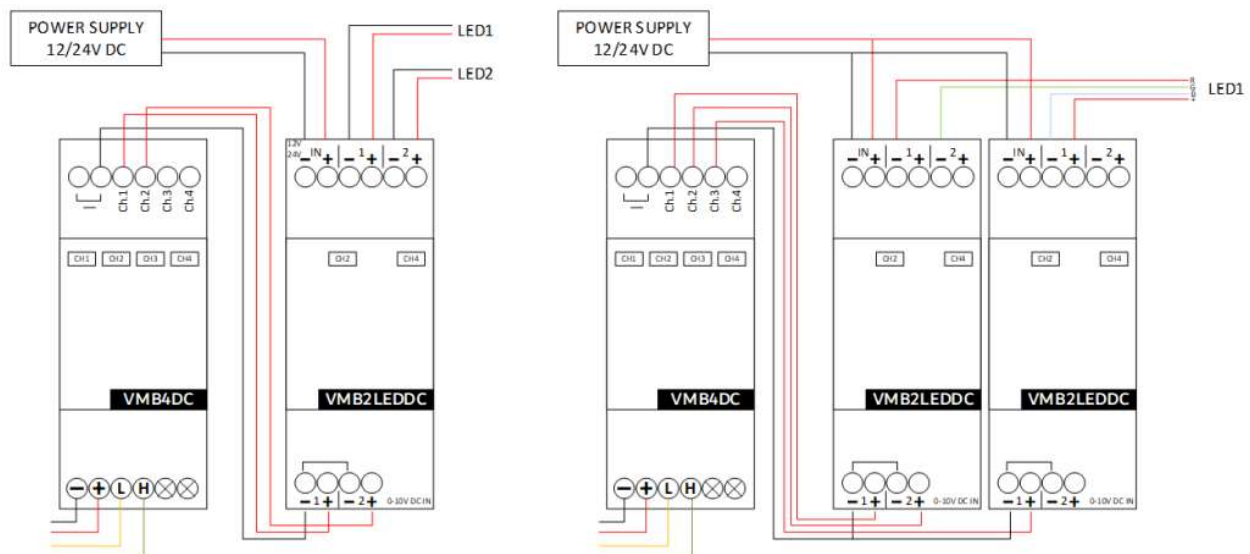 POWER SUPPLY
12/24V DC
LED1
LED2
12V
24V
− IN + − 1 + − 2 +
Ch.1 Ch.2 Ch.3 Ch.4
CH1 CH2 CH3 CH4
CH2 CH4
VMB4DC
VMB2LEDDC
− + L H
− 1 + − 2 + 0-10V DC IN
POWER SUPPLY
12/24V DC
LED1
− IN + − 1 + − 2 +
− IN + − 1 + − 2 +
Ch.1 Ch.2 Ch.3 Ch.4
CH1 CH2 CH3 CH4
CH2 CH4
CH2 CH4
VMB4DC
VMB2LEDDC
VMB2LEDDC
− + L H
− 1 + − 2 + 0-10V DC IN
− 1 + − 2 + 0-10V DC IN